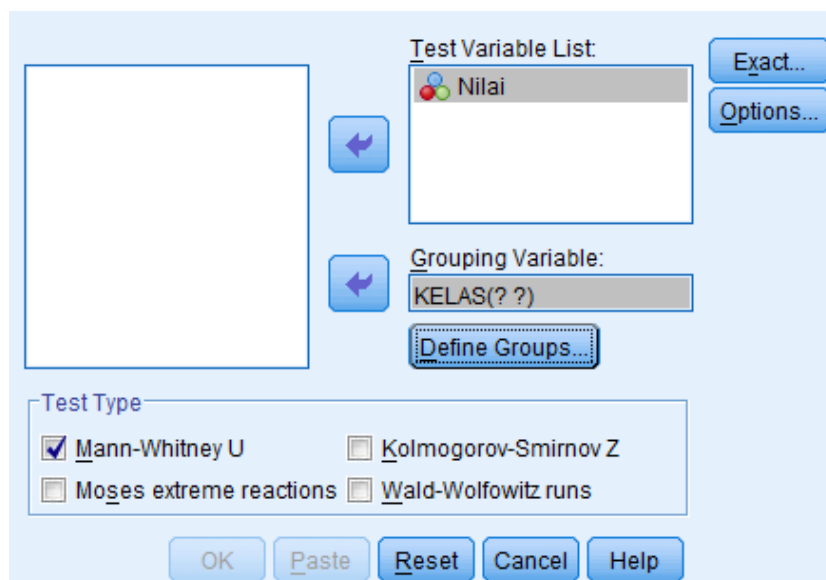 Test Variable List:
Nilai
Exact...
Options...
Grouping Variable:
KELAS(? ?)
Define Groups...
Test Type
Mann-Whitney U
Kolmogorov-Smirnov Z
Moses extreme reactions
Wald-Wolfowitz runs
OK
Paste
Reset
Cancel
Help